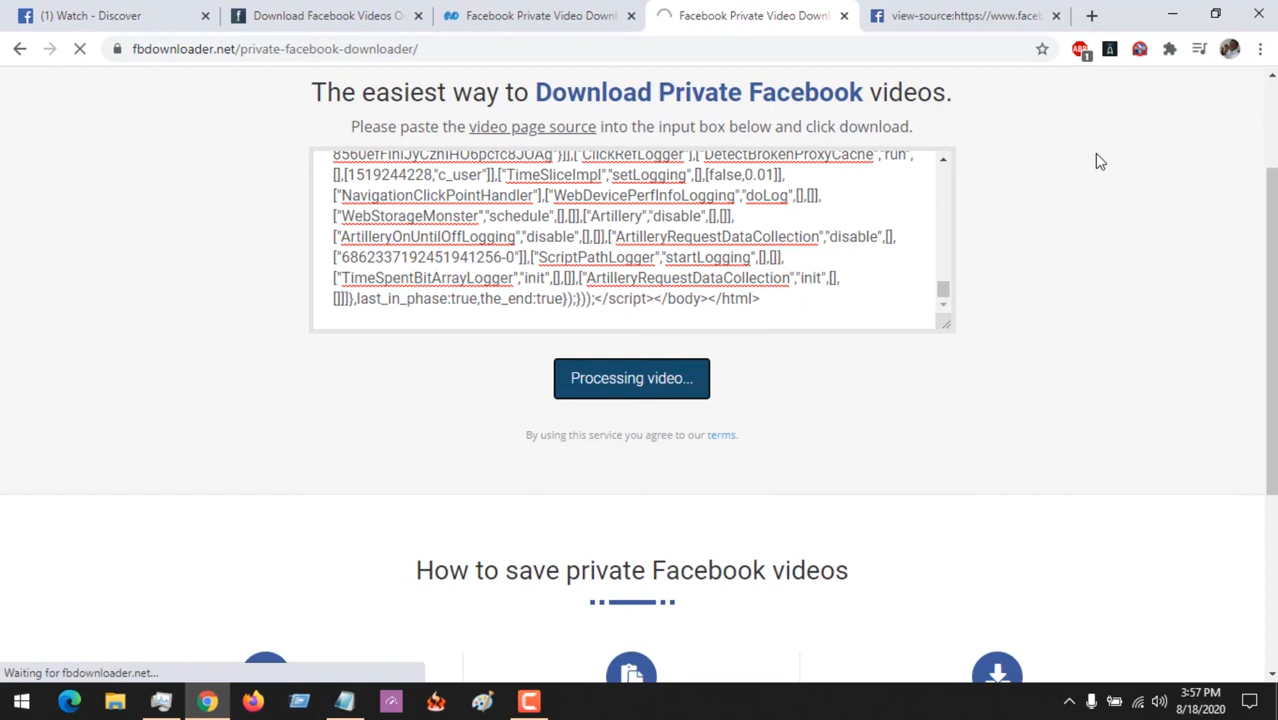 (1) Watch - Discover
Download Facebook Videos O
Facebook Private Video Downl
Facebook Private Video Downl
view-source:https://www.faceb
fbdownloader.net/private-facebook-downloader/
The easiest way to Download Private Facebook videos.
Please paste the video page source into the input box below and click download.
[],[1519244228,"c_user"]],["TimeSliceImpl","setLogging",[],[false,0.01]],
["NavigationClickPointHandler"],["WebDevicePerfInfoLogging","doLog",[],[]],
["WebStorageMonster","schedule",[],[]],["Artillery","disable",[],[]],
["ArtilleryOnUntilOffLogging","disable",[],[]],["ArtilleryRequestDataCollection","disable",[],
["6862337192451941256-0"]],["ScriptPathLogger","startLogging",[],[]],
["TimeSpentBitArrayLogger","init",[],[]],["ArtilleryRequestDataCollection","init",[],
[]]]},last_in_phase:true,the_end:true});}));</script></body></html>
Processing video...
By using this service you agree to our terms.
How to save private Facebook videos
Waiting for fbdownloader.net...
3:57 PM
8/18/2020